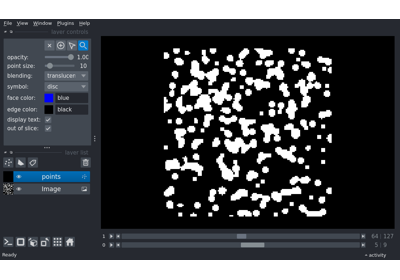 File View Window Plugins Help
layer controls
opacity: 1.00
point size: 10
blending: translucen
symbol: disc
face color: blue
edge color: black
display text:
out of slice:
layer list
points
Image
1 64 127
0 5 9
Ready activity